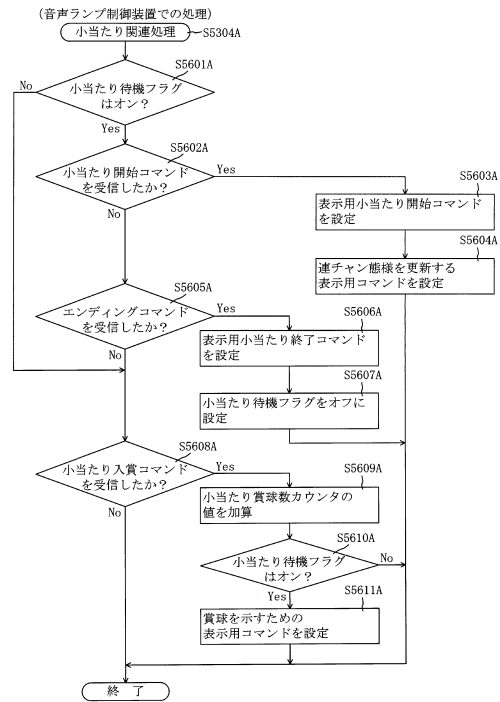 (音声ランプ制御装置での処理)
小当たり関連処理
S5304A
S5601A
小当たり待機フラグ
はオン?
No
Yes
S5602A
小当たり開始コマンド
を受信したか?
Yes
No
S5603A
表示用小当たり開始コマンド
を設定
S5604A
連チャン態様を更新する
表示用コマンドを設定
S5605A
エンディングコマンド
を受信したか?
Yes
No
S5606A
表示用小当たり終了コマンド
を設定
S5607A
小当たり待機フラグをオフに
設定
S5608A
小当たり入賞コマンド
を受信したか?
Yes
No
S5609A
小当たり賞球数カウンタの
値を加算
S5610A
小当たり待機フラグ
はオン?
No
Yes
S5611A
賞球を示すための
表示用コマンドを設定
終 了